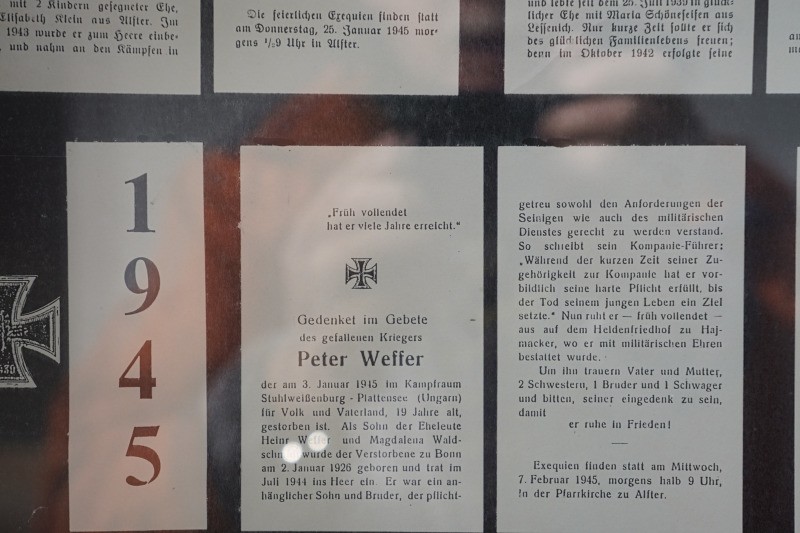 mit 2 Kindern gesegneter Ehe,
Elisabeth Klein aus Alfter. Im
1943 wurde er zum Heere einbe-
und nahm an den Kämpfen in
Die feierlichen Exequien finden statt
am Donnerstag, 25. Januar 1945 mor-
gens ½9 Uhr in Alfter.
und lebte seit dem 25. Juli 1939 in glück-
licher Ehe mit Maria Schönefeifen aus
Lessenich. Nur kurze Zeit sollte er sich
des glücklichen Familienlebens freuen;
denn im Oktober 1942 erfolgte seine
1
9
4
5
„Früh vollendet
hat er viele Jahre erreicht.“
Gedenket im Gebete
des gefallenen Kriegers
Peter Weffer
der am 3. Januar 1945 im Kampfraum
Stuhlweißenburg - Plattensee (Ungarn)
für Volk und Vaterland, 19 Jahre alt,
gestorben ist. Als Sohn der Eheleute
Heinr. Weffer und Magdalena Wald-
wurde der Verstorbene zu Bonn
am 2. Januar 1926 geboren und trat im
Juli 1944 ins Heer ein. Er war ein an-
hänglicher Sohn und Bruder, der pflicht-
getreu sowohl den Anforderungen der
Seinigen wie auch des militärischen
Dienstes gerecht zu werden verstand.
So schreibt sein Kompanie-Führer:
„Während der kurzen Zeit seiner Zu-
gehörigkeit zur Kompanie hat er vor-
bildlich seine harte Pflicht erfüllt, bis
der Tod seinem jungen Leben ein Ziel
setzte.“ Nun ruht er — früh vollendet —
aus auf dem Heldenfriedhof zu Haj-
macker, wo er mit militärischen Ehren
bestattet wurde.
Um ihn trauern Vater und Mutter,
2 Schwestern, 1 Bruder und 1 Schwager
und bitten, seiner eingedenk zu sein,
damit
er ruhe in Frieden!
Exequien finden statt am Mittwoch,
7. Februar 1945, morgens halb 9 Uhr,
in der Pfarrkirche zu Alfter.